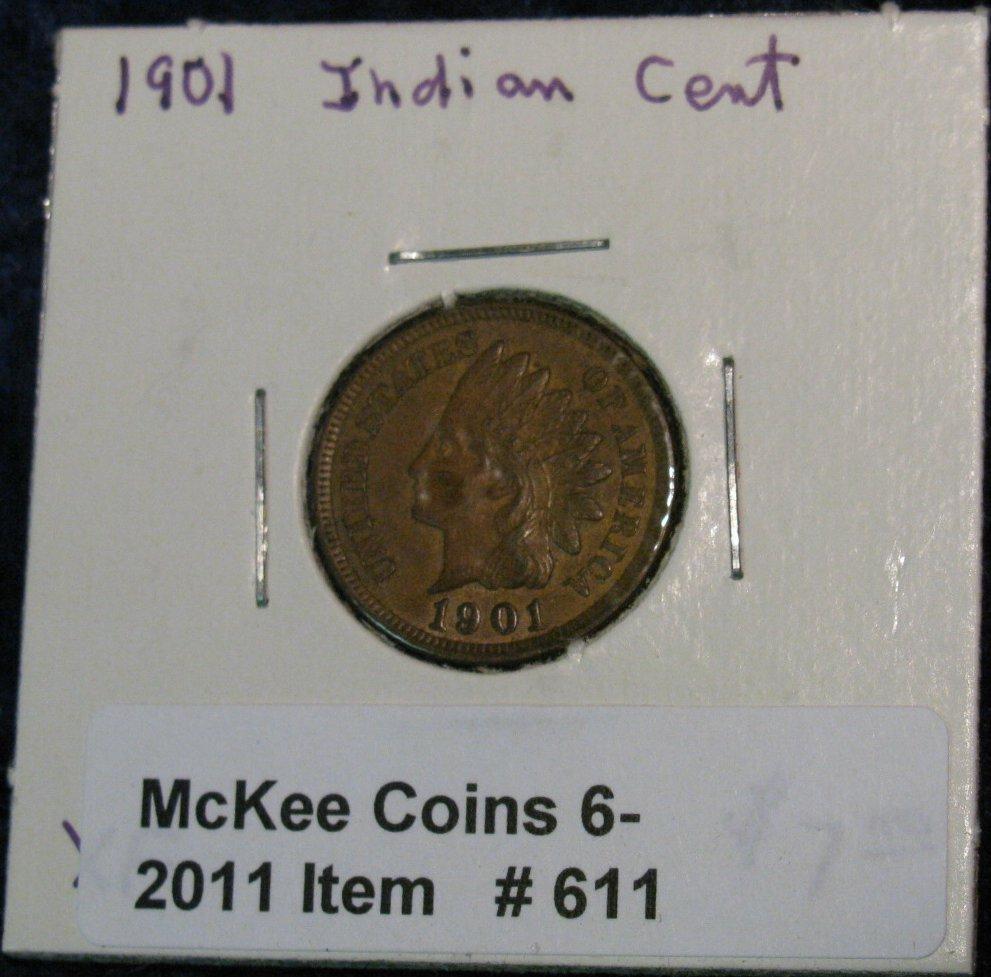 1901 Indian Cent
UNITED STATES OF AMERICA
1901
McKee Coins 6-
2011 Item # 611